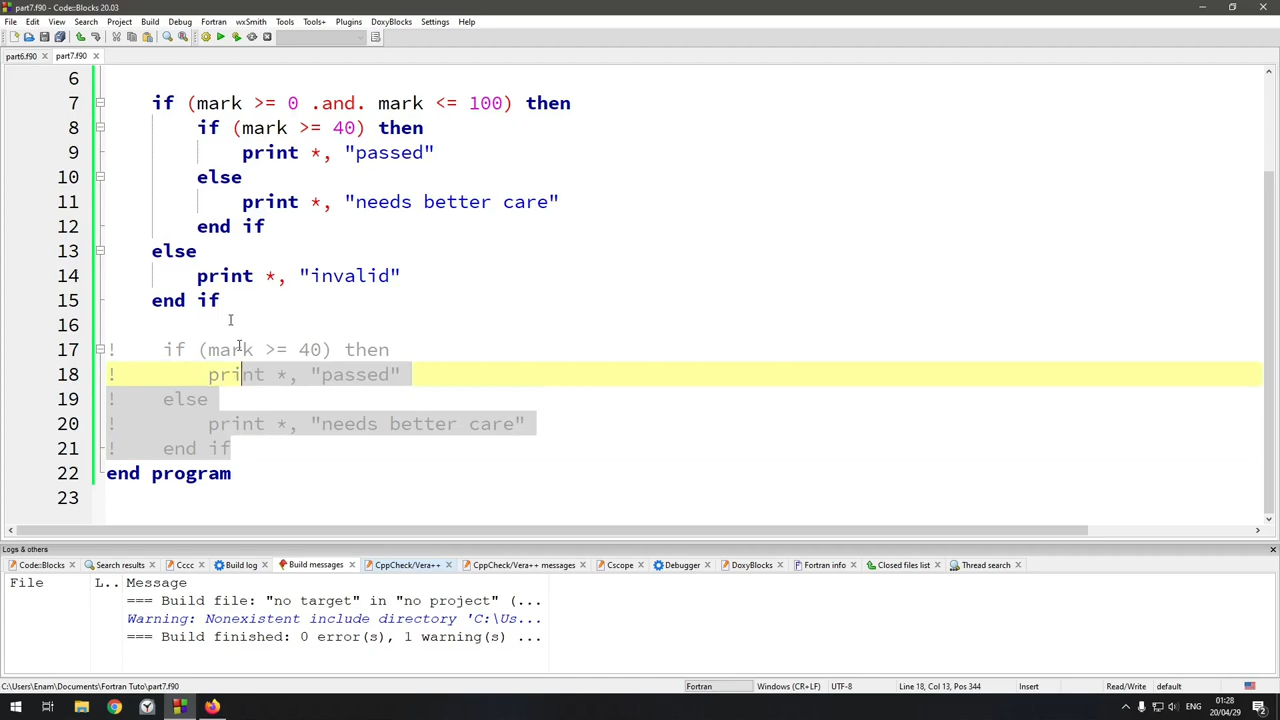 part7.f90 - Code::Blocks 20.03
File Edit View Search Project Build Debug Fortran wxSmith Tools Tools+ Plugins DoxyBlocks Settings Help
part6.f90 part7.f90
6
7 if (mark >= 0 .and. mark <= 100) then
8 if (mark >= 40) then
9 print *, "passed"
10 else
11 print *, "needs better care"
12 end if
13 else
14 print *, "invalid"
15 end if
16
17 ! if (mark >= 40) then
18 ! print *, "passed"
19 ! else
20 ! print *, "needs better care"
21 ! end if
22 end program
23
Logs & others
Code::Blocks Search results Cccc Build log Build messages CppCheck/Vera++ CppCheck/Vera++ messages Cscope Debugger DoxyBlocks Fortran info Closed files list Thread search
File L.. Message
=== Build file: "no target" in "no project" (...
Warning: Nonexistent include directory 'C:\Us...
=== Build finished: 0 error(s), 1 warning(s) ...
C:\Users\Enam\Documents\Fortran Tuto\part7.f90 Fortran Windows (CR+LF) UTF-8 Line 18, Col 13, Pos 344 Insert Read/Write default
ENG 01:28 20/04/29 2